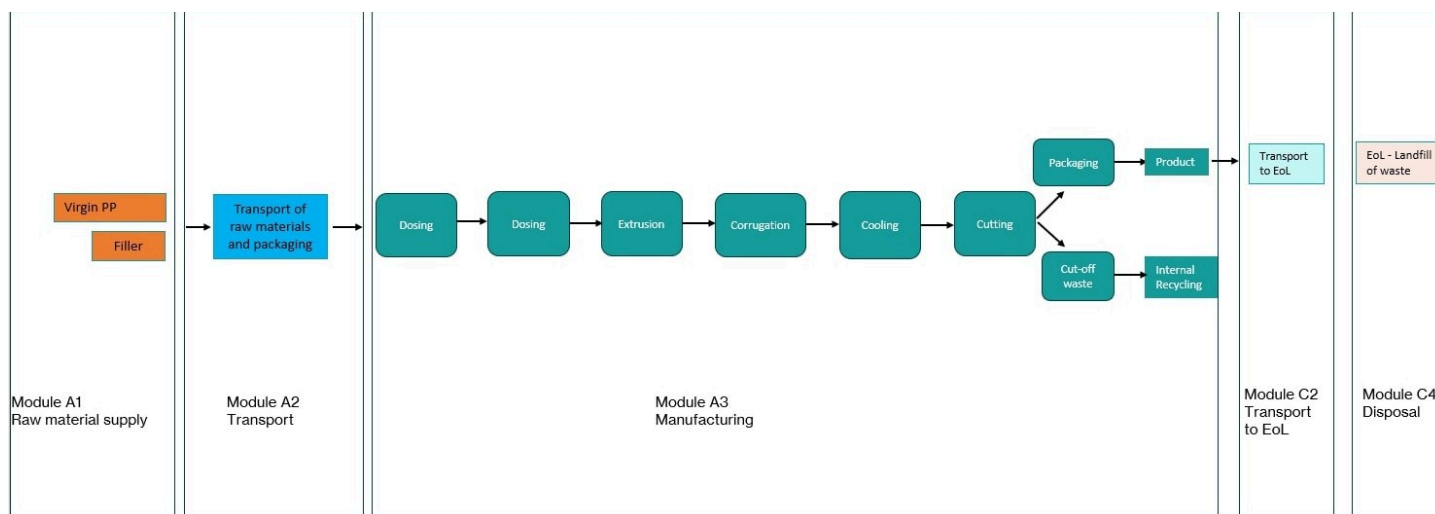 Virgin PP
Filler
Transport of
raw materials
and packaging
Dosing
Dosing
Extrusion
Corrugation
Cooling
Cutting
Packaging
Product
Cut-off
waste
Internal
Recycling
Transport
to EoL
EoL - Landfill
of waste
Module A1
Raw material supply
Module A2
Transport
Module A3
Manufacturing
Module C2
Transport
to EoL
Module C4
Disposal